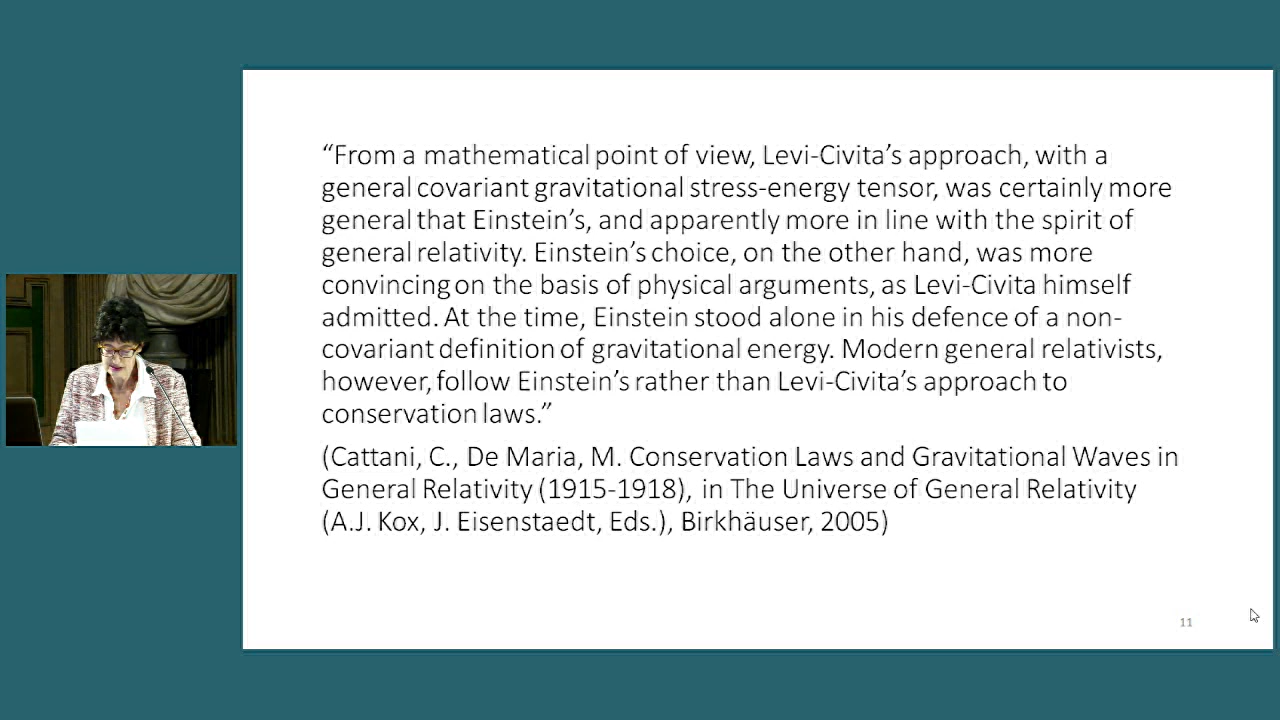 “From a mathematical point of view, Levi-Civita’s approach, with a
general covariant gravitational stress-energy tensor, was certainly more
general that Einstein’s, and apparently more in line with the spirit of
general relativity. Einstein’s choice, on the other hand, was more
convincing on the basis of physical arguments, as Levi-Civita himself
admitted. At the time, Einstein stood alone in his defence of a non-
covariant definition of gravitational energy. Modern general relativists,
however, follow Einstein’s rather than Levi-Civita’s approach to
conservation laws.”
(Cattani, C., De Maria, M. Conservation Laws and Gravitational Waves in
General Relativity (1915-1918), in The Universe of General Relativity
(A.J. Kox, J. Eisenstaedt, Eds.), Birkhäuser, 2005)
11